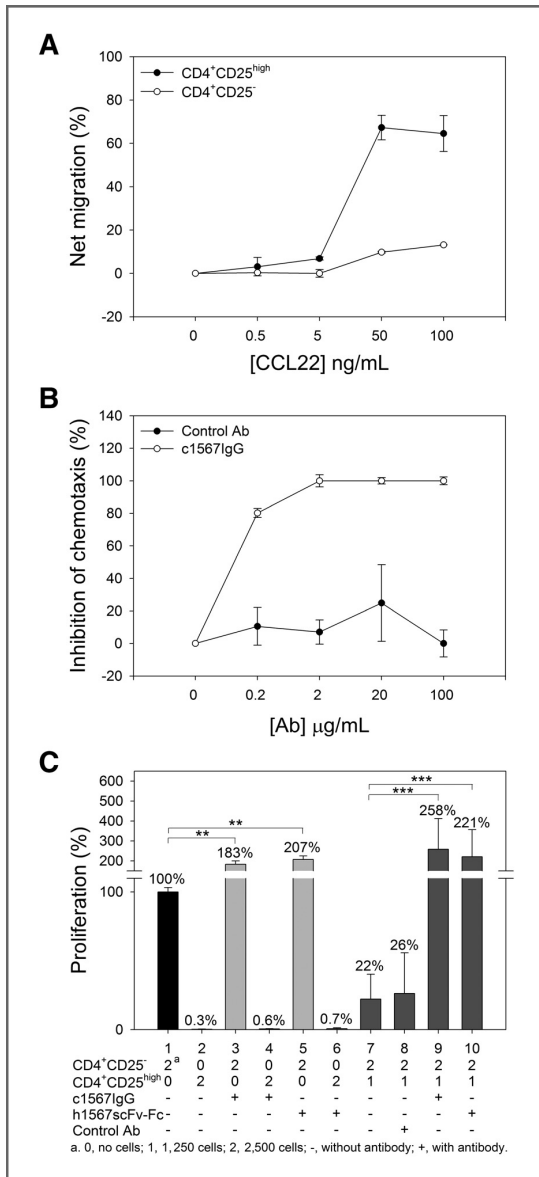 A
CD4+CD25high
CD4+CD25-
Net migration (%)
100
80
60
40
20
0
-20
0 0.5 5 50 100
[CCL22] ng/mL
B
Control Ab
c1567IgG
Inhibition of chemotaxis (%)
140
120
100
80
60
40
20
0
-20
0 0.2 2 20 100
[Ab] μg/mL
C
Proliferation (%)
600
500
400
300
200
100
0
*** 
***
**
**
100% 0.3% 183% 0.6% 207% 0.7% 22% 26% 258% 221%
1 2 3 4 5 6 7 8 9 10
CD4+CD25- 2a 0 2 0 2 0 2 2 2 2
CD4+CD25high 0 2 0 2 0 2 1 1 1 1
c1567IgG - - + + - - - - + -
h1567scFv-Fc - - - - + + - - - +
Control Ab - - - - - - - + - -
a. 0, no cells; 1, 1,250 cells; 2, 2,500 cells; -, without antibody; +, with antibody.